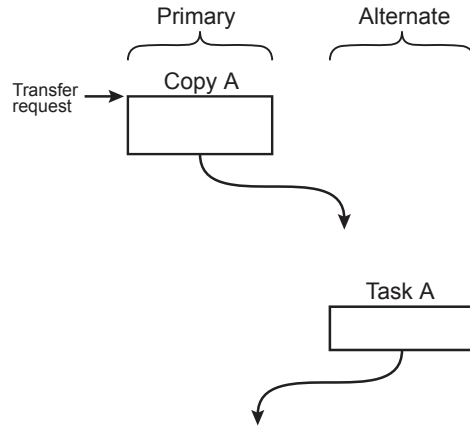 Primary
Alternate
Copy A
Transfer
request
Task A